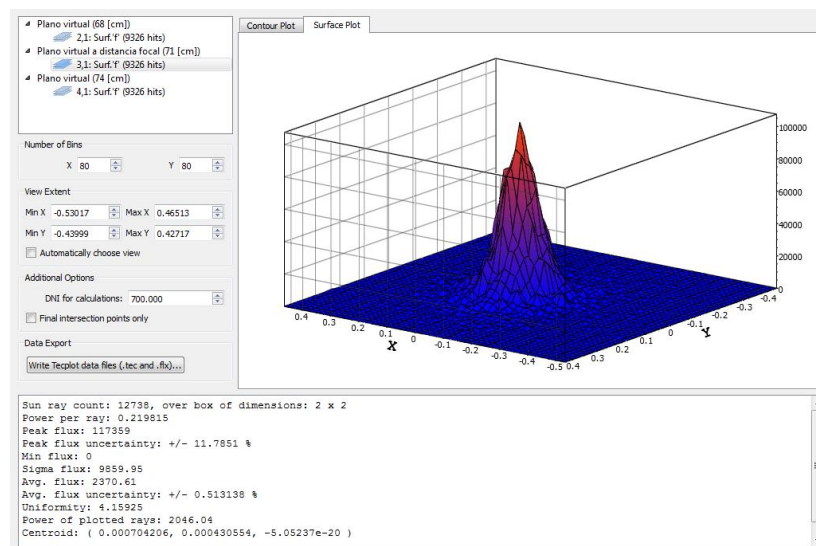 Plano virtual (68 [cm])
2,1: Surf.'f' (9326 hits)
Plano virtual a distancia focal (71 [cm])
3,1: Surf.'f' (9326 hits)
Plano virtual (74 [cm])
4,1: Surf.'f' (9326 hits)
Number of Bins
X 80 Y 80
View Extent
Min X -0.53017 Max X 0.46513
Min Y -0.43999 Max Y 0.42717
Automatically choose view
Additional Options
DNI for calculations: 700.000
Final intersection points only
Data Export
Write Tecplot data files (.tec and .flx)...
Contour Plot Surface Plot
100000
80000
60000
40000
20000
0
0.4 0.3 0.2 0.1 0 -0.1 -0.2 -0.3 -0.4 -0.5
X
0.4 0.3 0.2 0.1 0 -0.1 -0.2 -0.3 -0.4
Y
Sun ray count: 12738, over box of dimensions: 2 x 2
Power per ray: 0.219815
Peak flux: 117359
Peak flux uncertainty: +/- 11.7851 %
Min flux: 0
Sigma flux: 9859.95
Avg. flux: 2370.61
Avg. flux uncertainty: +/- 0.513138 %
Uniformity: 4.15925
Power of plotted rays: 2046.04
Centroid: ( 0.000704206, 0.000430554, -5.05237e-20 )